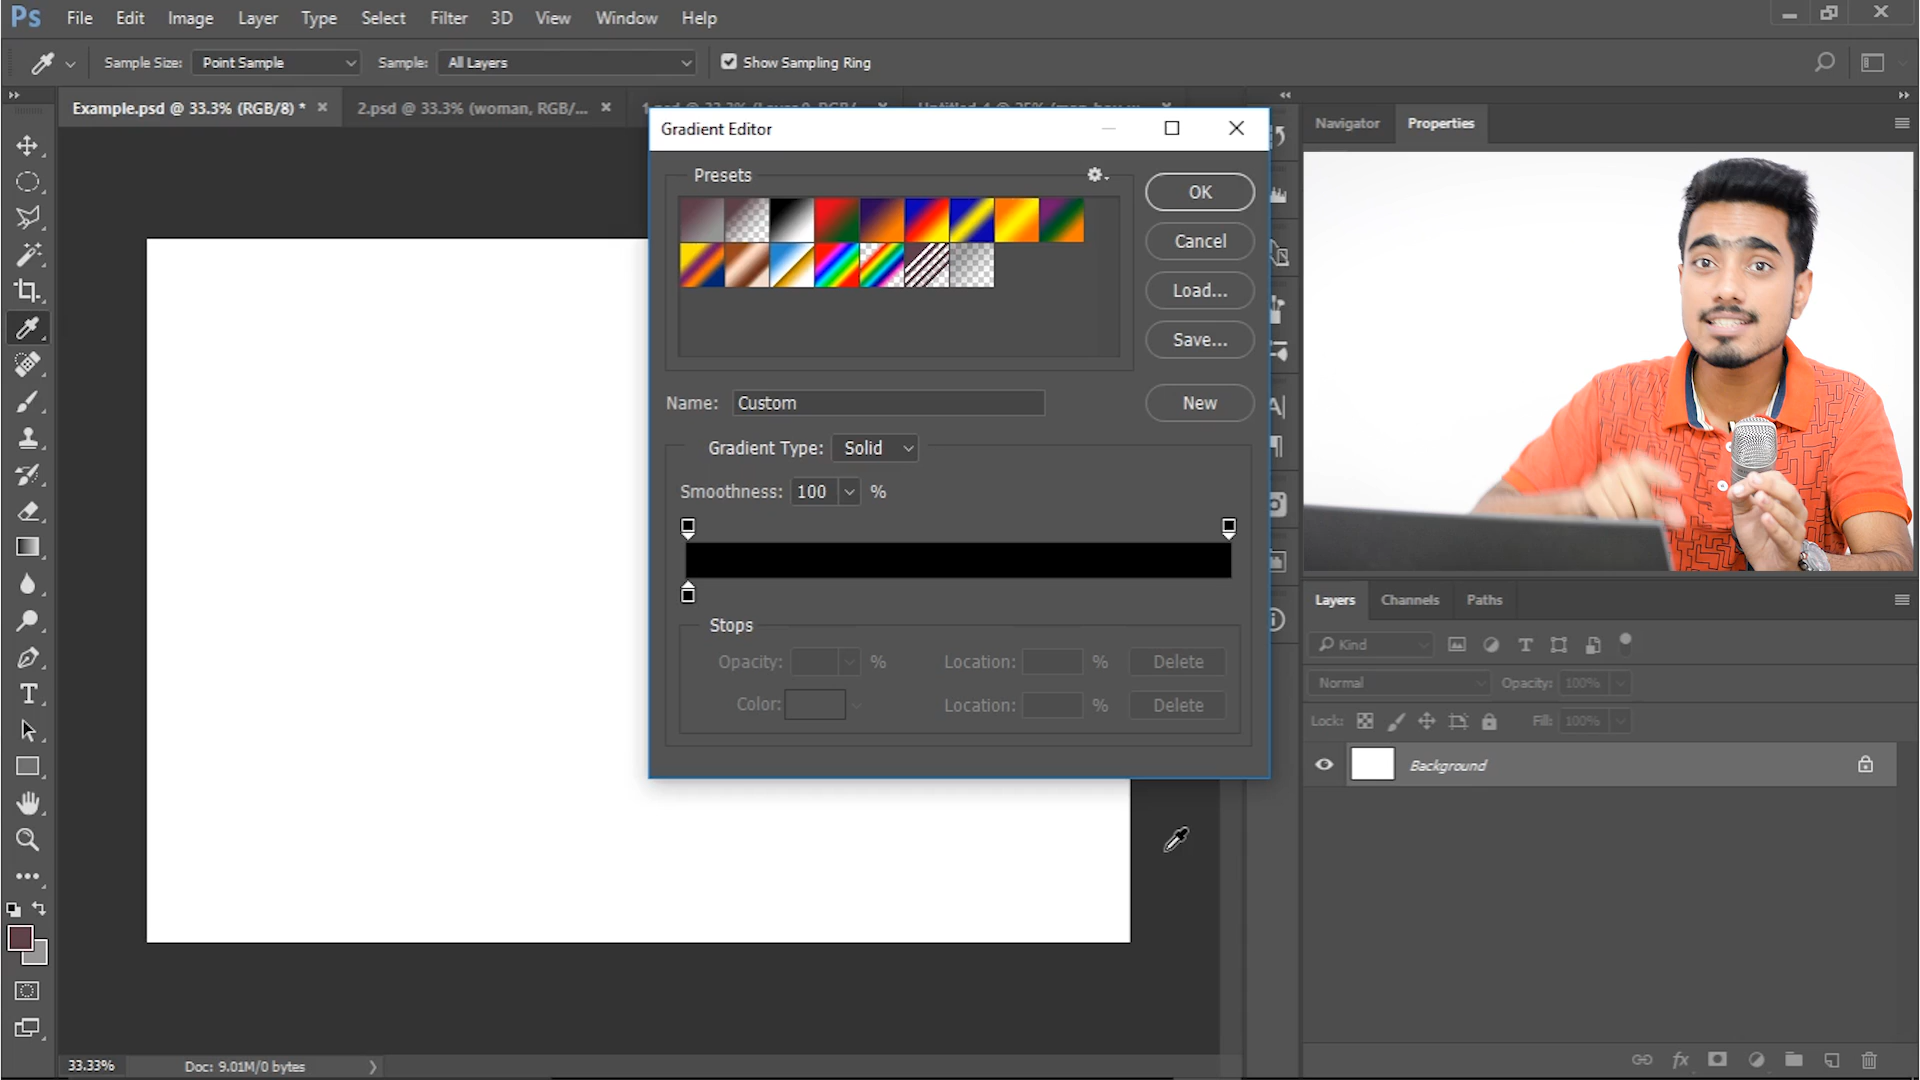 Ps File Edit Image Layer Type Select Filter 3D View Window Help
Sample Size: Point Sample Sample: All Layers Show Sampling Ring
Example.psd @ 33.3% (RGB/8) * 2.psd @ 33.3% (woman, RGB/...
Gradient Editor
Presets
OK
Cancel
Load...
Save...
Name: Custom
New
Gradient Type: Solid
Smoothness: 100 %
Stops
Opacity: % Location: % Delete
Color: Location: % Delete
Navigator Properties
Layers Channels Paths
Kind
Normal Opacity: 100%
Lock: Fill: 100%
Background
33.33% Doc: 9.01M/0 bytes